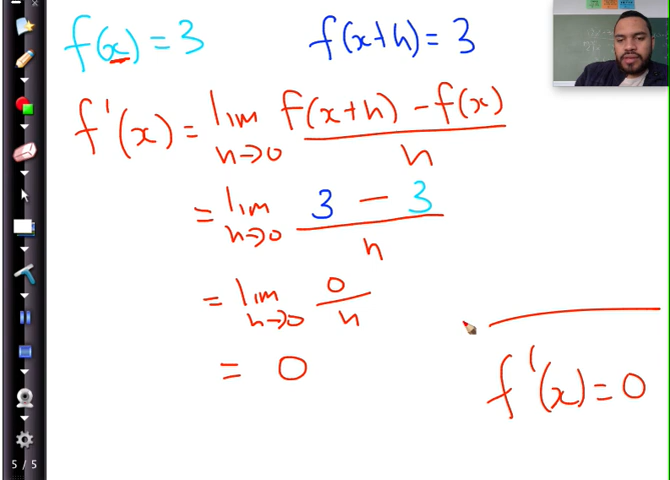 f(x) = 3
f(x+h) = 3
f'(x) = lim h→0 f(x+h) - f(x) / h
= lim h→0 3 - 3 / h
= lim h→0 0 / h
= 0
f'(x) = 0
5 / 5